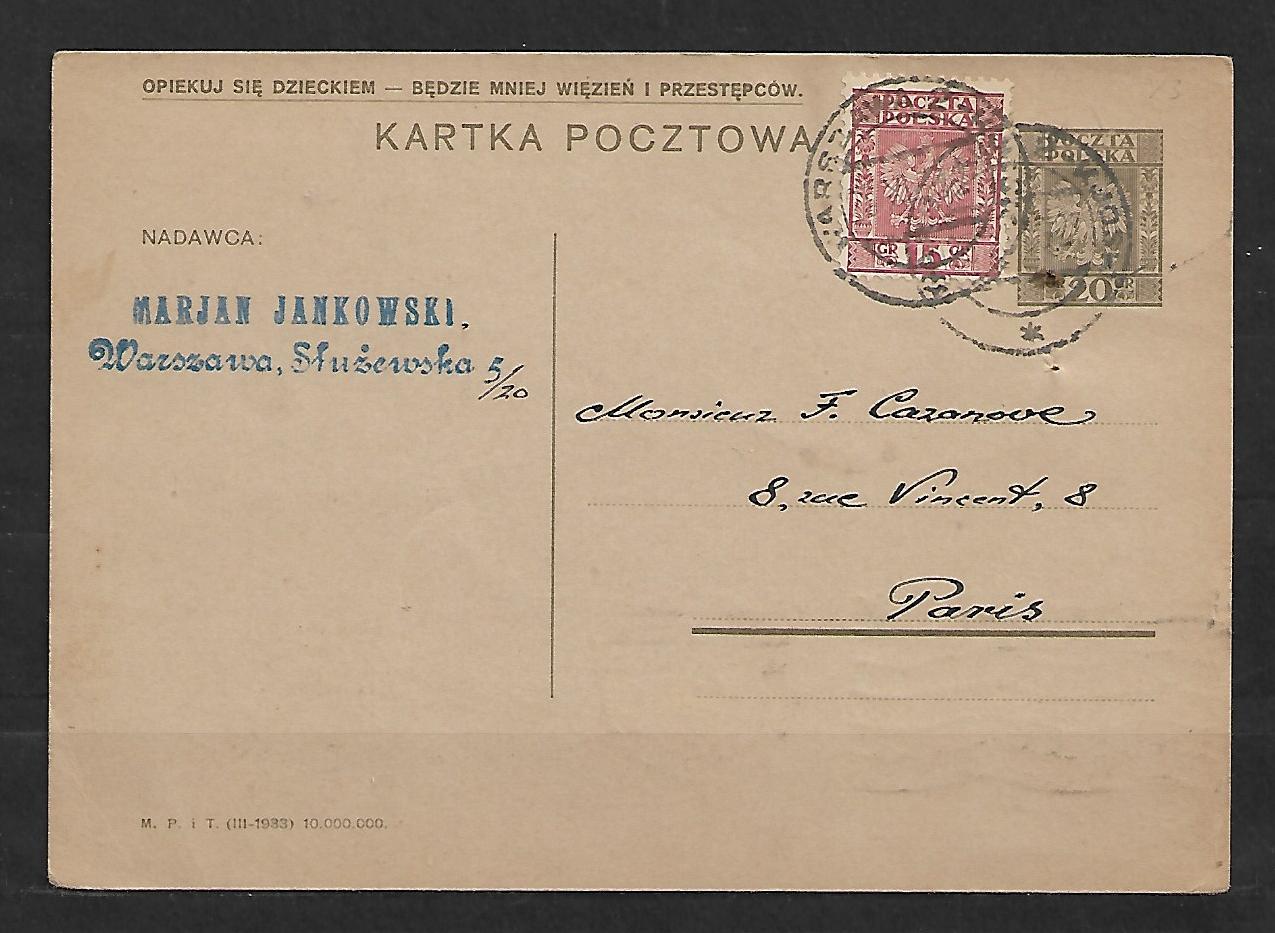 OPIEKUJ SIĘ DZIECKIEM — BĘDZIE MNIEJ WIĘZIEŃ I PRZESTĘPCÓW.
KARTKA POCZTOWA
POCZTA
POLSKA
GR 15 GR
POCZTA
POLSKA
20 GR
NADAWCA:
MARJAN JANKOWSKI,
Warszawa, Służewska 5/20
Monsieur F. Cazanove
8, rue Vincent, 8
Paris
M. P. i T. (III-1933) 10.000.000.